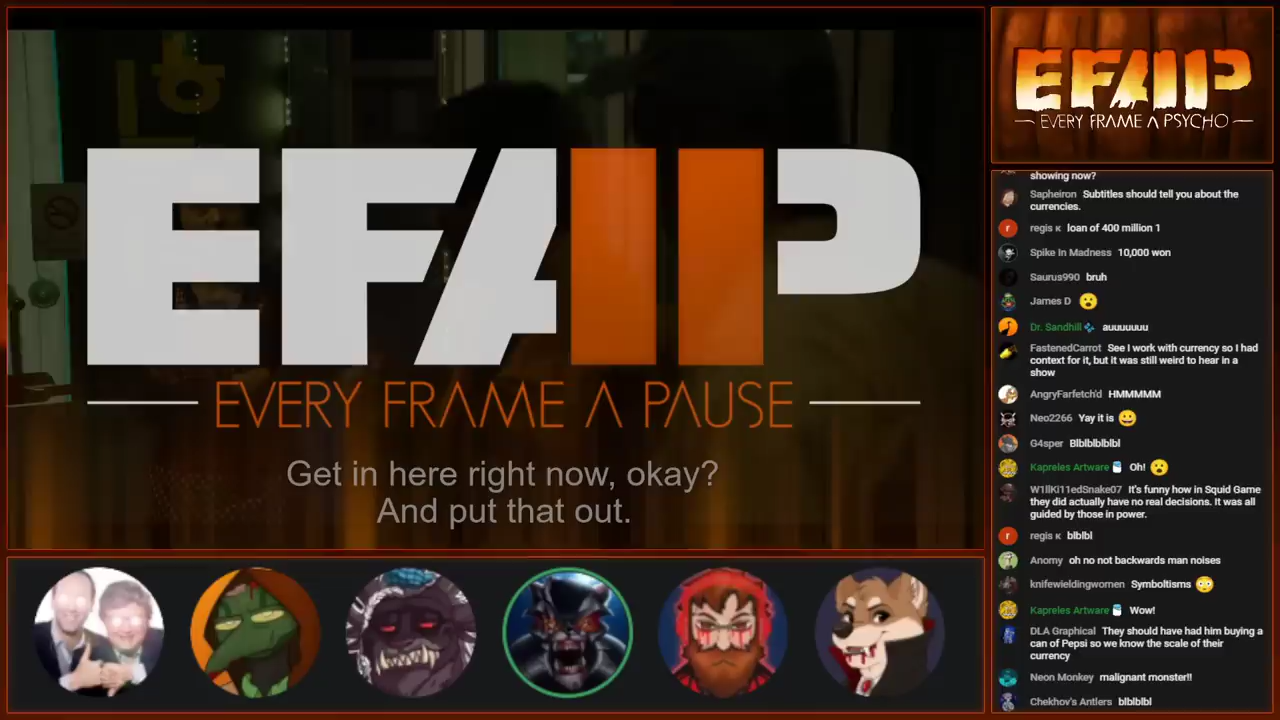 EFAP
EVERY FRAME A PAUSE
Get in here right now, okay?
And put that out.
EFAP
EVERY FRAME A PSYCHO
showing now?
Sapheiron Subtitles should tell you about the
currencies.
regis κ loan of 400 million 1
Spike In Madness 10,000 won
Saurus990 bruh
James D 😮
Dr. Sandhill auuuuuuu
FastenedCarrot See I work with currency so I had
context for it, but it was still weird to hear in a
show
AngryFarfetch'd HMMMMM
Neo2266 Yay it is 😀
G4sper Blblblblblbl
Kapreles Artware Oh! 😮
W1llKi11edSnake07 It's funny how in Squid Game
they did actually have no real decisions. It was all
guided by those in power.
r
regis κ blblbl
Anomy oh no not backwards man noises
knifewieldingwomen Symboltisms 😳
Kapreles Artware Wow!
DLA Graphical They should have had him buying a
can of Pepsi so we know the scale of their
currency
Neon Monkey malignant monster!!
Chekhov's Antlers blblblbl